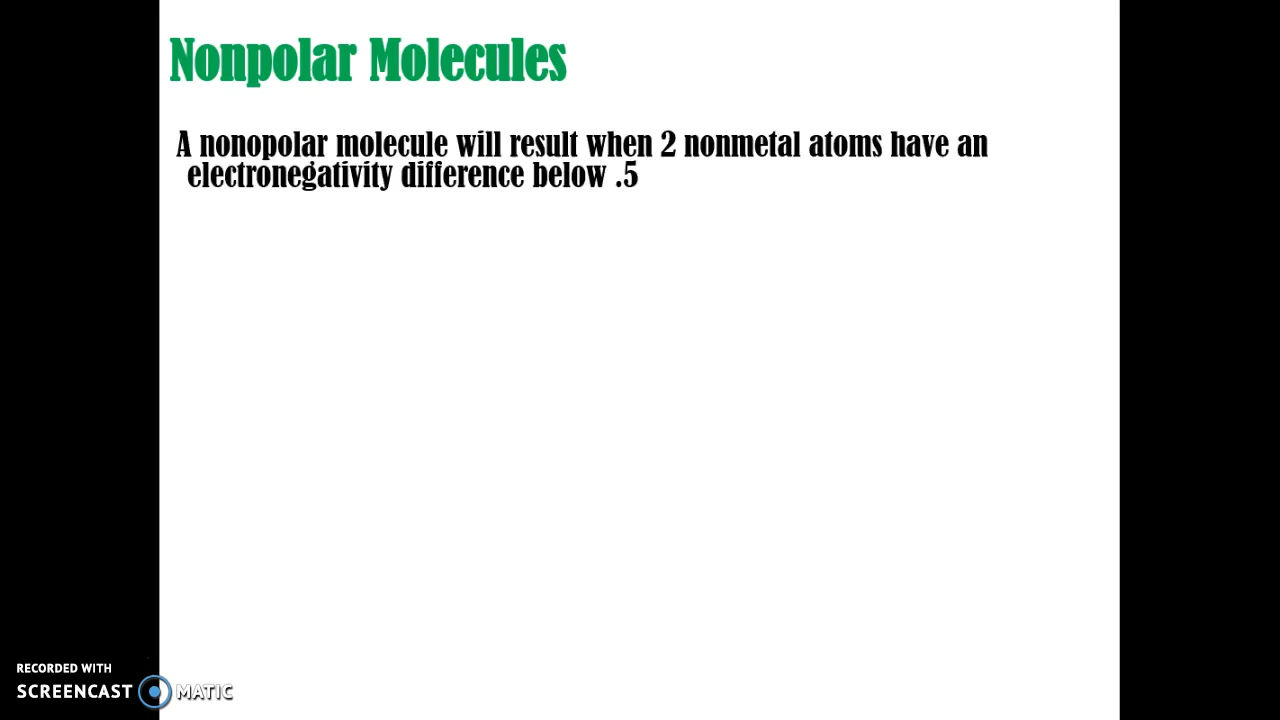 Nonpolar Molecules
A nonopolar molecule will result when 2 nonmetal atoms have an
electronegativity difference below .5
RECORDED WITH
SCREENCAST MATIC